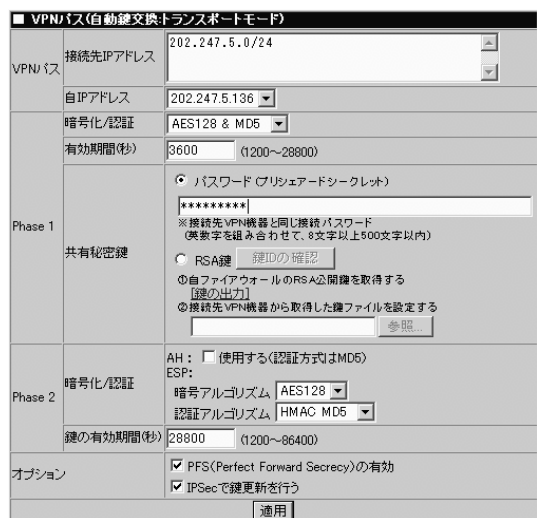 ■ VPNパス(自動鍵交換:トランスポートモード)
VPNパス
接続先IPアドレス
202.247.5.0/24
自IPアドレス
202.247.5.136
Phase 1
暗号化/認証
AES128 & MD5
有効期間(秒)
3600 (1200～28800)
共有秘密鍵
パスワード (プリシェアードシークレット)
*********
※接続先VPN機器と同じ接続パスワード
(英数字を組み合わせて、8文字以上500文字以内)
RSA鍵 鍵IDの確認
①自ファイアウォールのRSA公開鍵を取得する
[鍵の出力]
②接続先VPN機器から取得した鍵ファイルを設定する
参照...
Phase 2
暗号化/認証
AH： 使用する(認証方式はMD5)
ESP:
暗号アルゴリズム AES128
認証アルゴリズム HMAC MD5
鍵の有効期間(秒)
28800 (1200～86400)
オプション
PFS(Perfect Forward Secrecy)の有効
IPSecで鍵更新を行う
適用